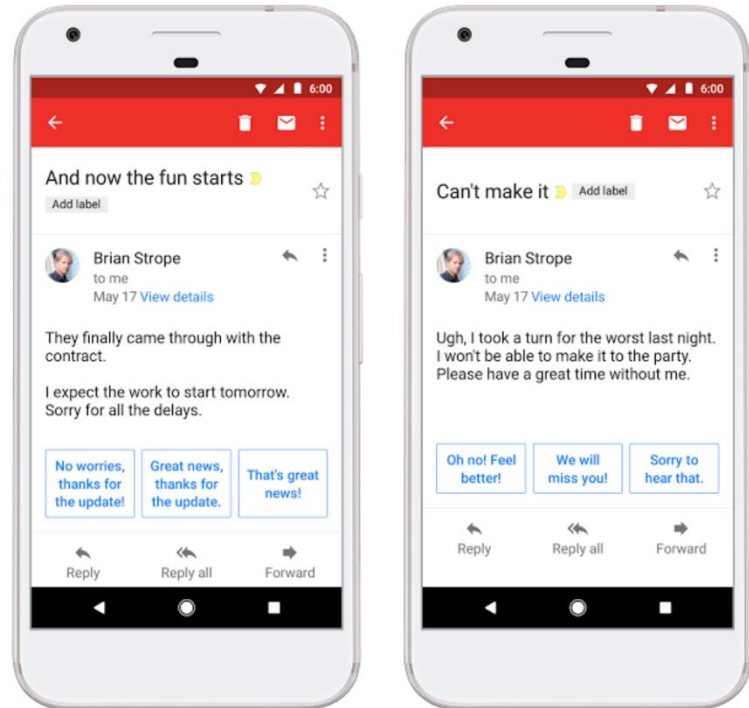 6:00
And now the fun starts
Add label
Brian Strope
to me
May 17 View details
They finally came through with the
contract.
I expect the work to start tomorrow.
Sorry for all the delays.
No worries,
thanks for
the update!
Great news,
thanks for
the update.
That's great
news!
Reply
Reply all
Forward
6:00
Can't make it
Add label
Brian Strope
to me
May 17 View details
Ugh, I took a turn for the worst last night.
I won't be able to make it to the party.
Please have a great time without me.
Oh no! Feel
better!
We will
miss you!
Sorry to
hear that.
Reply
Reply all
Forward